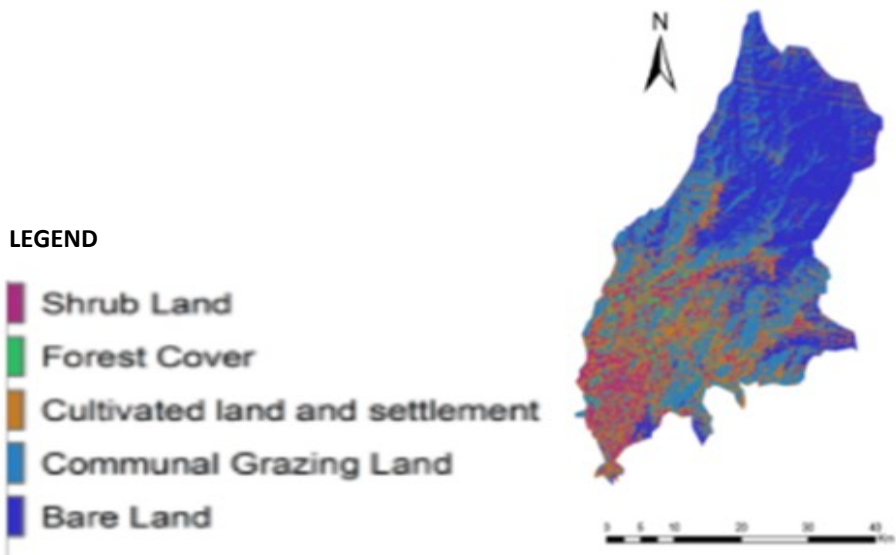 N
LEGEND
Shrub Land
Forest Cover
Cultivated land and settlement
Communal Grazing Land
Bare Land
5 10 20 30 40